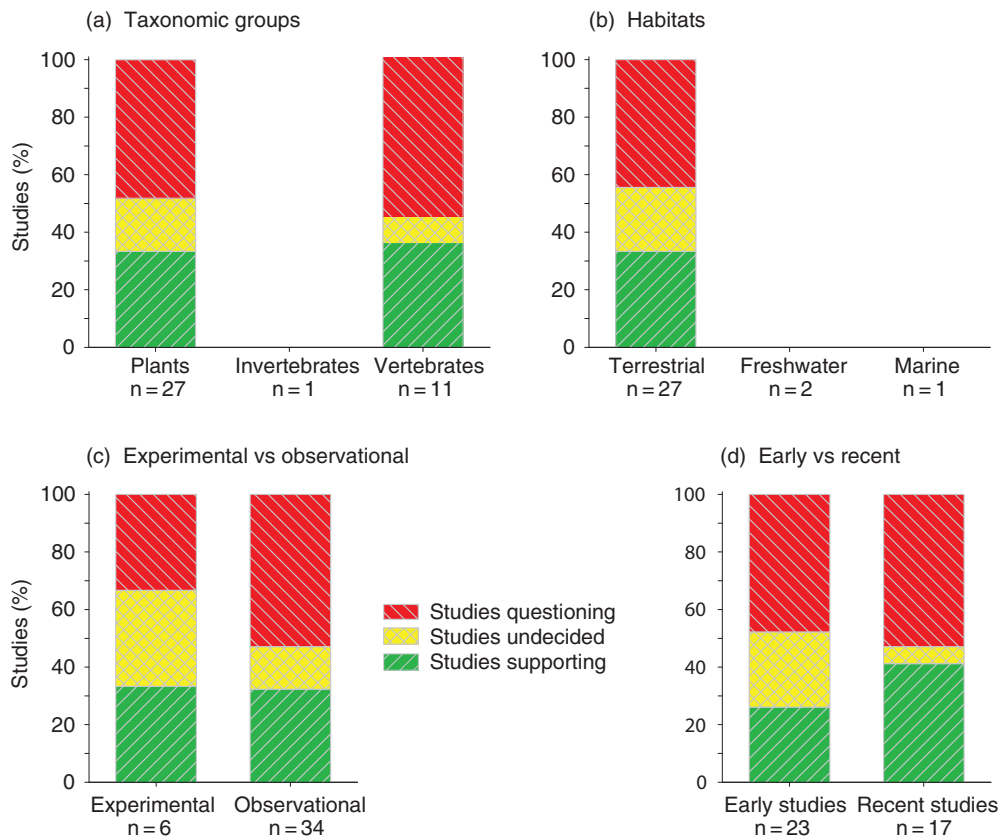 (a) Taxonomic groups
Studies (%)
100
80
60
40
20
0
Plants
n = 27
Invertebrates
n = 1
Vertebrates
n = 11
(b) Habitats
100
80
60
40
20
0
Terrestrial
n = 27
Freshwater
n = 2
Marine
n = 1
(c) Experimental vs observational
Studies (%)
100
80
60
40
20
0
Experimental
n = 6
Observational
n = 34
Studies questioning
Studies undecided
Studies supporting
(d) Early vs recent
100
80
60
40
20
0
Early studies
n = 23
Recent studies
n = 17